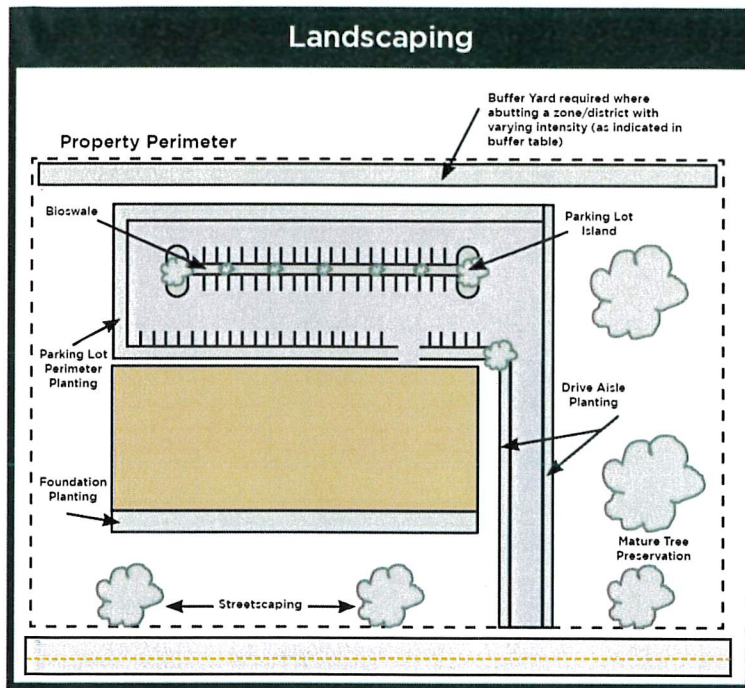 Landscaping
Buffer Yard required where
abutting a zone/district with
varying intensity (as indicated in
buffer table)
Property Perimeter
Bioswale
Parking Lot
Island
Parking Lot
Perimeter
Planting
Drive Aisle
Planting
Foundation
Planting
Mature Tree
Preservation
Streetscaping